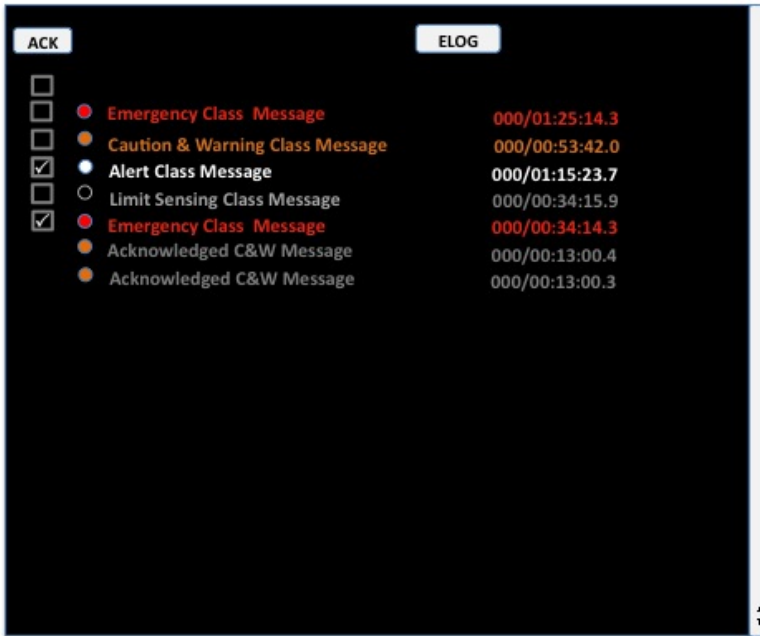 ACK ELOG
Emergency Class Message 000/01:25:14.3
Caution & Warning Class Message 000/00:53:42.0
Alert Class Message 000/01:15:23.7
Limit Sensing Class Message 000/00:34:15.9
Emergency Class Message 000/00:34:14.3
Acknowledged C&W Message 000/00:13:00.4
Acknowledged C&W Message 000/00:13:00.3